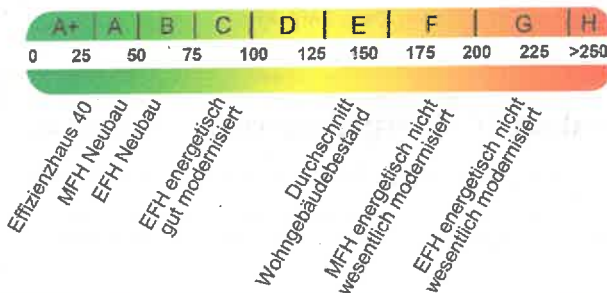 A+ A B C D E F G H
0 25 50 75 100 125 150 175 200 225 >250
Effizienzhaus 40
MFH Neubau
EFH Neubau
EFH energetisch
gut modernisiert
Durchschnitt
Wohngebäudebestand
MFH energetisch nicht
wesentlich modernisiert
EFH energetisch nicht
wesentlich modernisiert